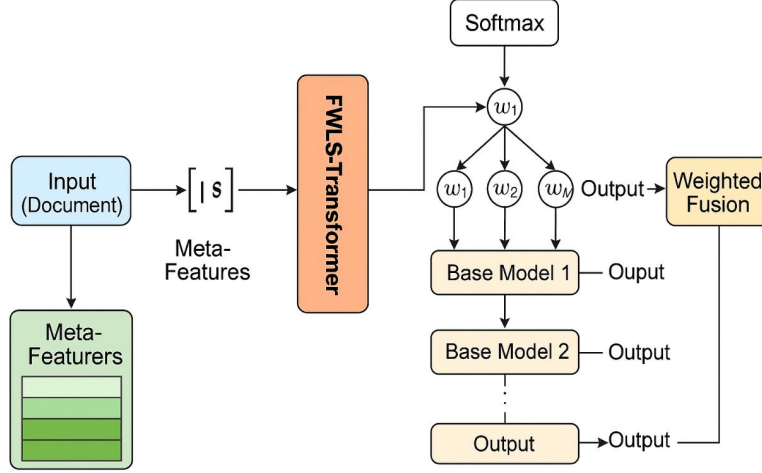 Softmax
w1
FWLS-Transformer
Input
(Document)
[ | S ]
Meta-
Features
w1
w2
wN
Output
Weighted
Fusion
Base Model 1
Ouput
Meta-
Featurers
Base Model 2
Output
Output
Output